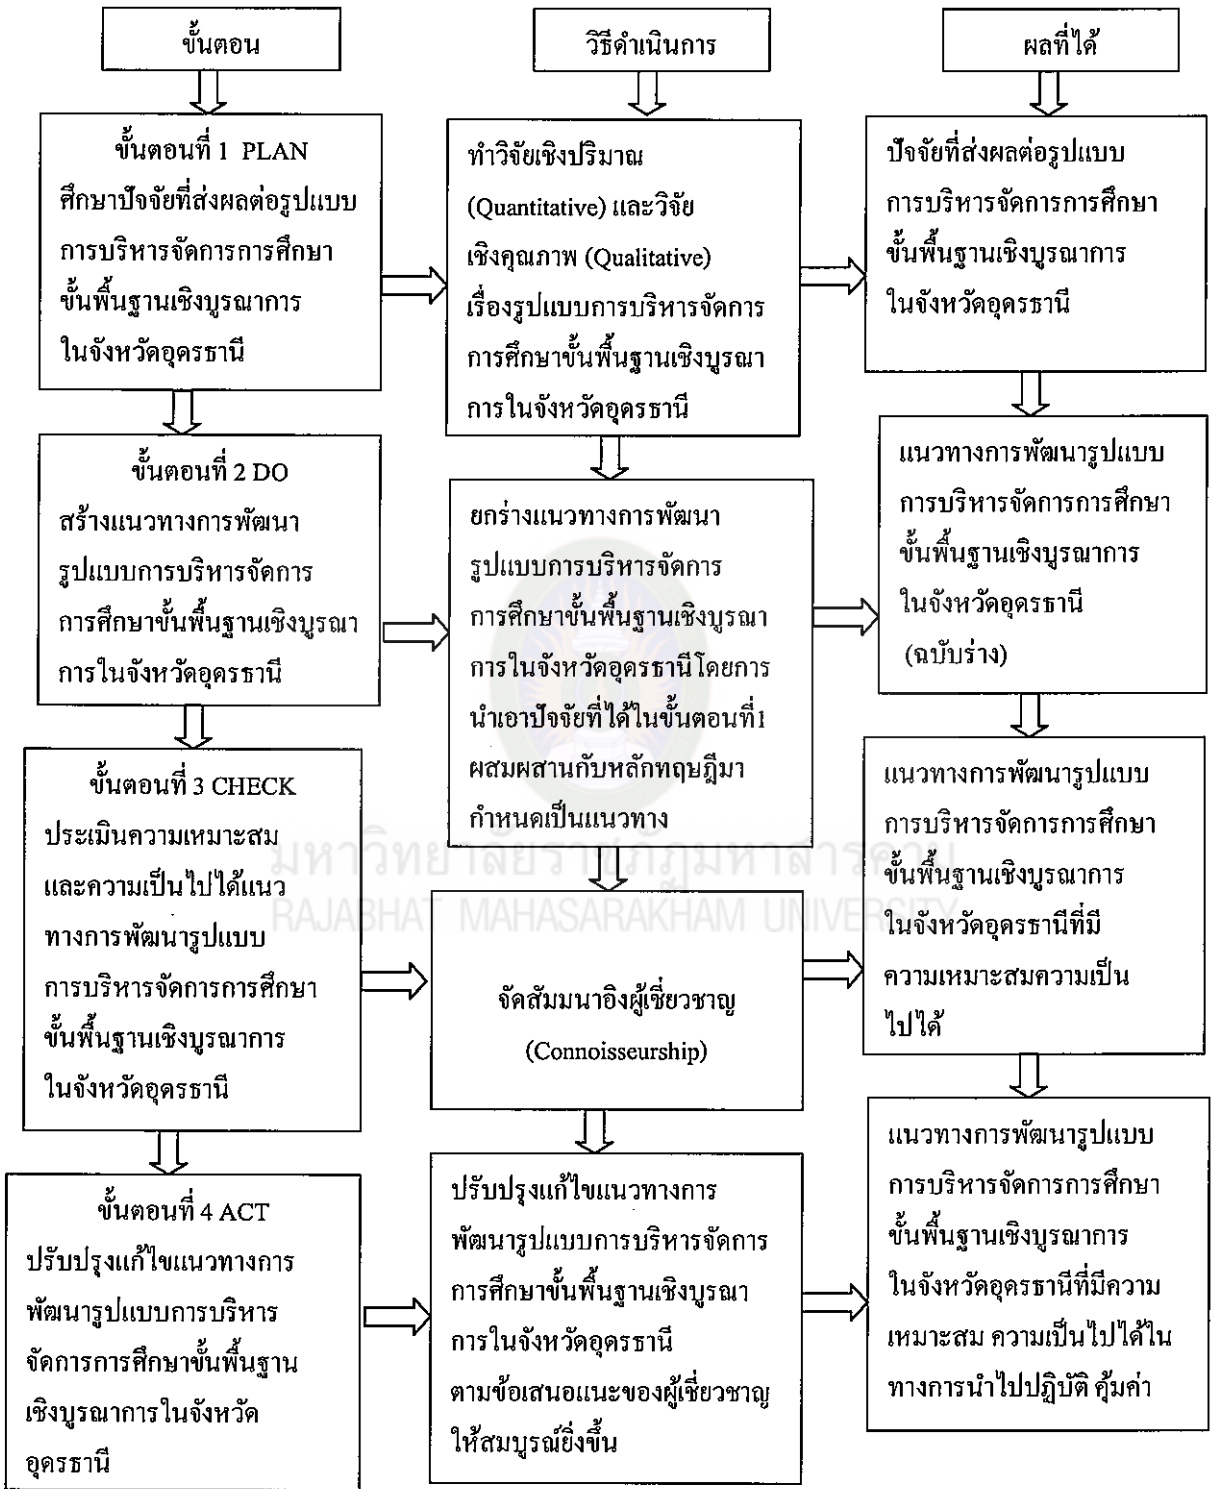 ขั้นตอน
วิธีดำเนินการ
ผลที่ได้
ขั้นตอนที่ 1 PLAN
ศึกษาปัจจัยที่ส่งผลต่อรูปแบบ
การบริหารจัดการการศึกษา
ขั้นพื้นฐานเชิงบูรณาการ
ในจังหวัดอุดรธานี
ทำวิจัยเชิงปริมาณ
(Quantitative) และวิจัย
เชิงคุณภาพ (Qualitative)
เรื่องรูปแบบการบริหารจัดการ
การศึกษาขั้นพื้นฐานเชิงบูรณา
การในจังหวัดอุดรธานี
ปัจจัยที่ส่งผลต่อรูปแบบ
การบริหารจัดการการศึกษา
ขั้นพื้นฐานเชิงบูรณาการ
ในจังหวัดอุดรธานี
ขั้นตอนที่ 2 DO
สร้างแนวทางการพัฒนา
รูปแบบการบริหารจัดการ
การศึกษาขั้นพื้นฐานเชิงบูรณา
การในจังหวัดอุดรธานี
ยกร่างแนวทางการพัฒนา
รูปแบบการบริหารจัดการ
การศึกษาขั้นพื้นฐานเชิงบูรณา
การในจังหวัดอุดรธานีโดยการ
นำเอาปัจจัยที่ได้ในขั้นตอนที่1
ผสมผสานกับหลักทฤษฎีมา
กำหนดเป็นแนวทาง
แนวทางการพัฒนารูปแบบ
การบริหารจัดการการศึกษา
ขั้นพื้นฐานเชิงบูรณาการ
ในจังหวัดอุดรธานี
(ฉบับร่าง)
ขั้นตอนที่ 3 CHECK
ประเมินความเหมาะสม
และความเป็นไปได้แนว
ทางการพัฒนารูปแบบ
การบริหารจัดการการศึกษา
ขั้นพื้นฐานเชิงบูรณาการ
ในจังหวัดอุดรธานี
จัดสัมมนาอิงผู้เชี่ยวชาญ
(Connoisseurship)
แนวทางการพัฒนารูปแบบ
การบริหารจัดการการศึกษา
ขั้นพื้นฐานเชิงบูรณาการ
ในจังหวัดอุดรธานีที่มี
ความเหมาะสมความเป็น
ไปได้
มหาวิทยาลัยราชภัฏมหาสารคาม
RAJABHAT MAHASARAKHAM UNIVERSITY
ขั้นตอนที่ 4 ACT
ปรับปรุงแก้ไขแนวทางการ
พัฒนารูปแบบการบริหาร
จัดการการศึกษาขั้นพื้นฐาน
เชิงบูรณาการในจังหวัด
อุดรธานี
ปรับปรุงแก้ไขแนวทางการ
พัฒนารูปแบบการบริหารจัดการ
การศึกษาขั้นพื้นฐานเชิงบูรณา
การในจังหวัดอุดรธานี
ตามข้อเสนอแนะของผู้เชี่ยวชาญ
ให้สมบูรณ์ยิ่งขึ้น
แนวทางการพัฒนารูปแบบ
การบริหารจัดการการศึกษา
ขั้นพื้นฐานเชิงบูรณาการ
ในจังหวัดอุดรธานีที่มีความ
เหมาะสม ความเป็นไปได้ใน
ทางการนำไปปฏิบัติ คุ้มค่า